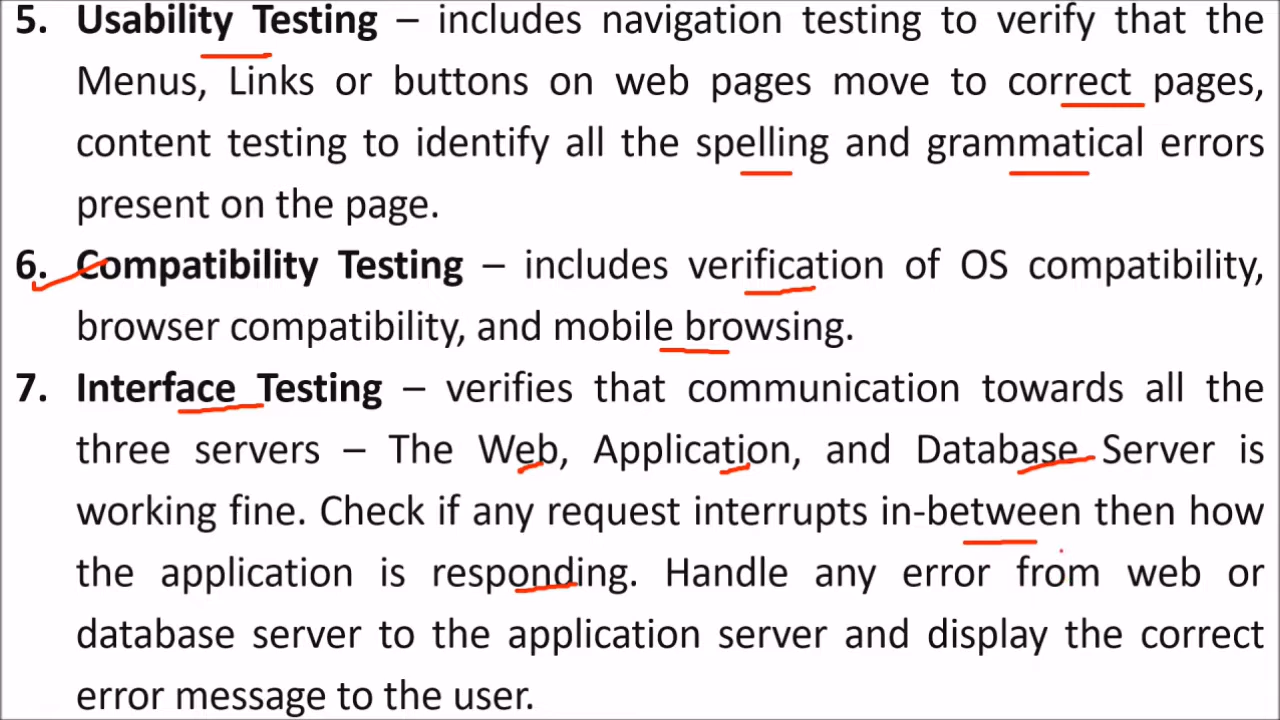 5. Usability Testing – includes navigation testing to verify that the
Menus, Links or buttons on web pages move to correct pages,
content testing to identify all the spelling and grammatical errors
present on the page.
6. Compatibility Testing – includes verification of OS compatibility,
browser compatibility, and mobile browsing.
7. Interface Testing – verifies that communication towards all the
three servers – The Web, Application, and Database Server is
working fine. Check if any request interrupts in-between then how
the application is responding. Handle any error from web or
database server to the application server and display the correct
error message to the user.